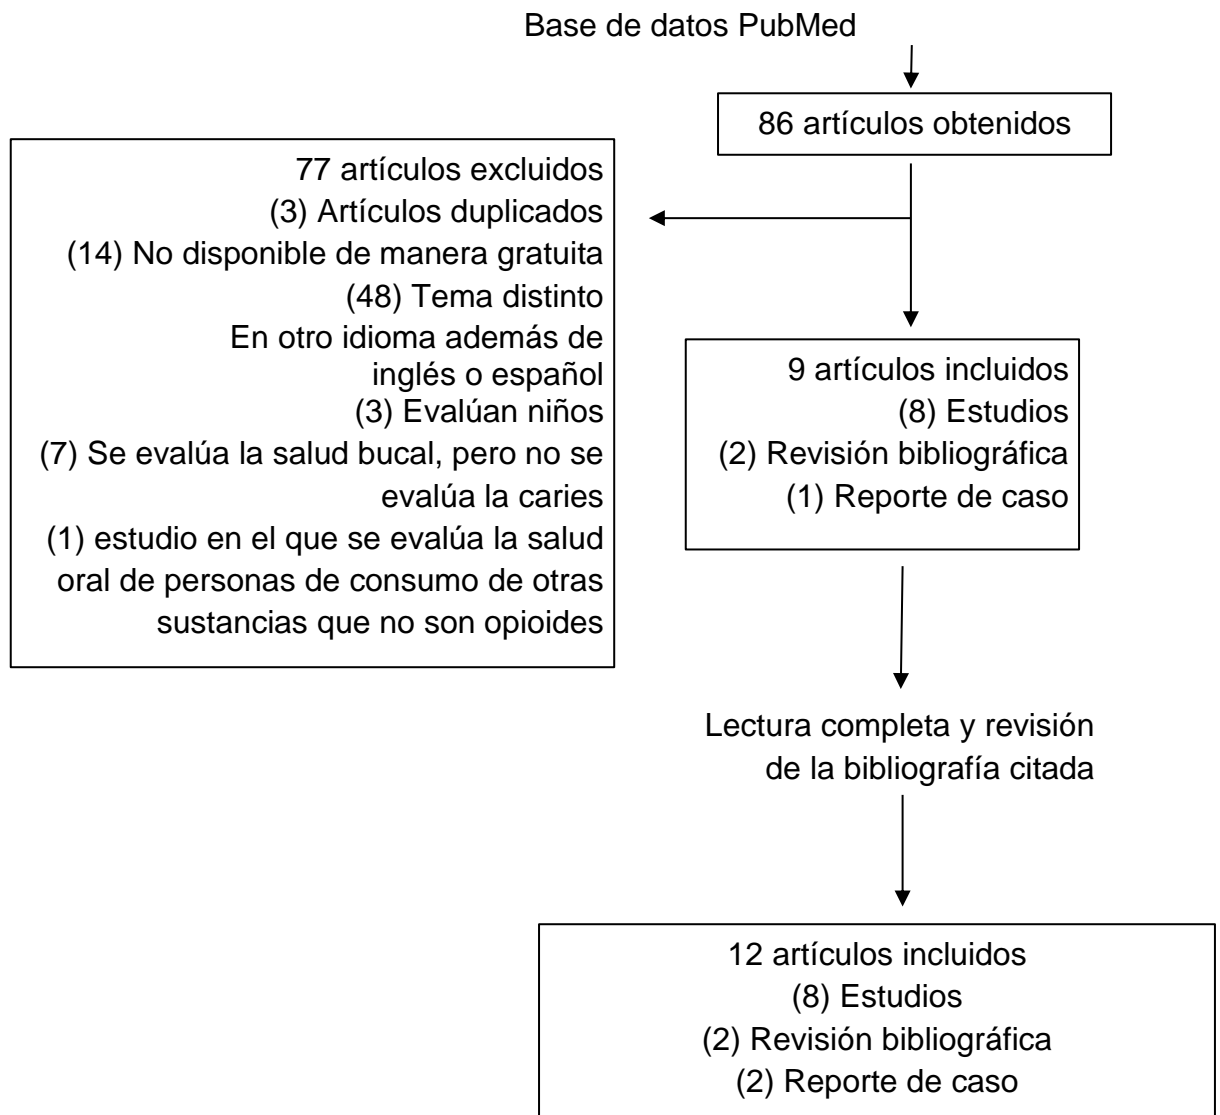 Base de datos PubMed
86 artículos obtenidos
77 artículos excluidos
(3) Artículos duplicados
(14) No disponible de manera gratuita
(48) Tema distinto
En otro idioma además de
inglés o español
(3) Evalúan niños
(7) Se evalúa la salud bucal, pero no se
evalúa la caries
(1) estudio en el que se evalúa la salud
oral de personas de consumo de otras
sustancias que no son opioides
9 artículos incluidos
(8) Estudios
(2) Revisión bibliográfica
(1) Reporte de caso
Lectura completa y revisión
de la bibliografía citada
12 artículos incluidos
(8) Estudios
(2) Revisión bibliográfica
(2) Reporte de caso